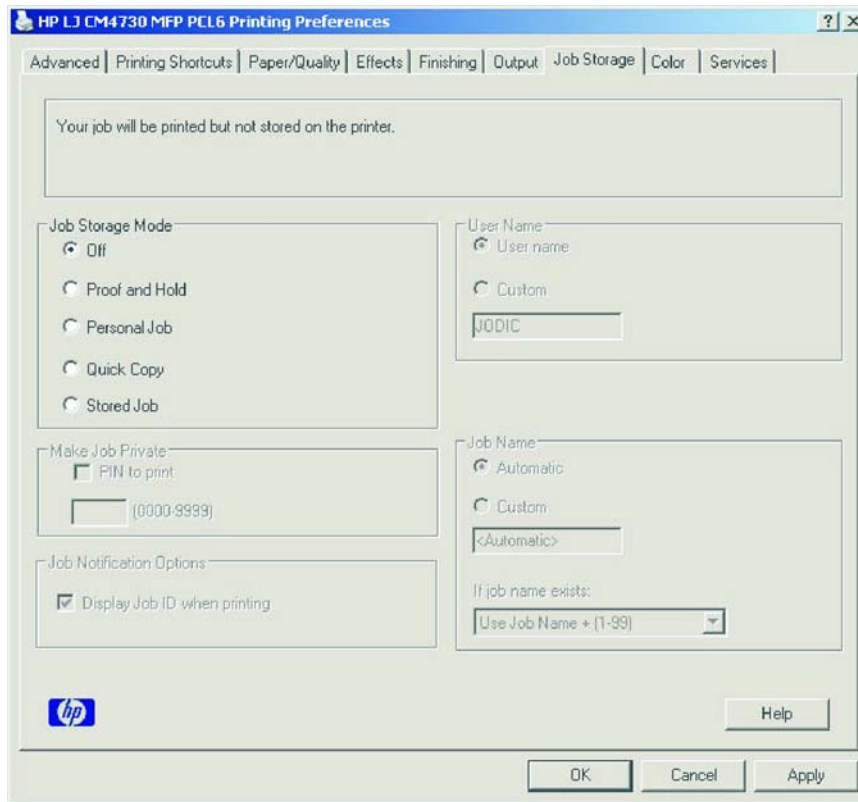 HP LJ CM4730 MFP PCL6 Printing Preferences
Advanced Printing Shortcuts Paper/Quality Effects Finishing Output Job Storage Color Services
Your job will be printed but not stored on the printer.
Job Storage Mode
Off
Proof and Hold
Personal Job
Quick Copy
Stored Job
User Name
User name
Custom
JODIC
Make Job Private
PIN to print
(0000-9999)
Job Notification Options
Display Job ID when printing
Job Name
Automatic
Custom
<Automatic>
If job name exists:
Use Job Name + (1-99)
hp
Help
OK Cancel Apply